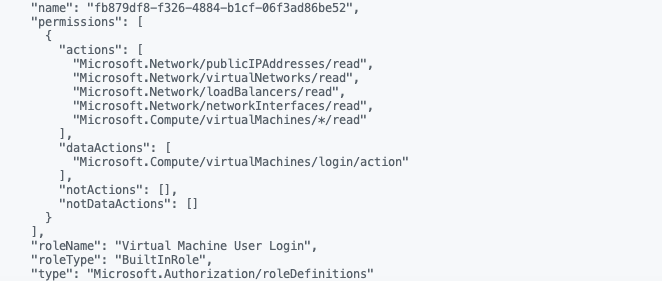 "name": "fb879df8-f326-4884-b1cf-06f3ad86be52",
"permissions": [
{
"actions": [
"Microsoft.Network/publicIPAddresses/read",
"Microsoft.Network/virtualNetworks/read",
"Microsoft.Network/loadBalancers/read",
"Microsoft.Network/networkInterfaces/read",
"Microsoft.Compute/virtualMachines/*/read"
],
"dataActions": [
"Microsoft.Compute/virtualMachines/login/action"
],
"notActions": [],
"notDataActions": []
}
],
"roleName": "Virtual Machine User Login",
"roleType": "BuiltInRole",
"type": "Microsoft.Authorization/roleDefinitions"